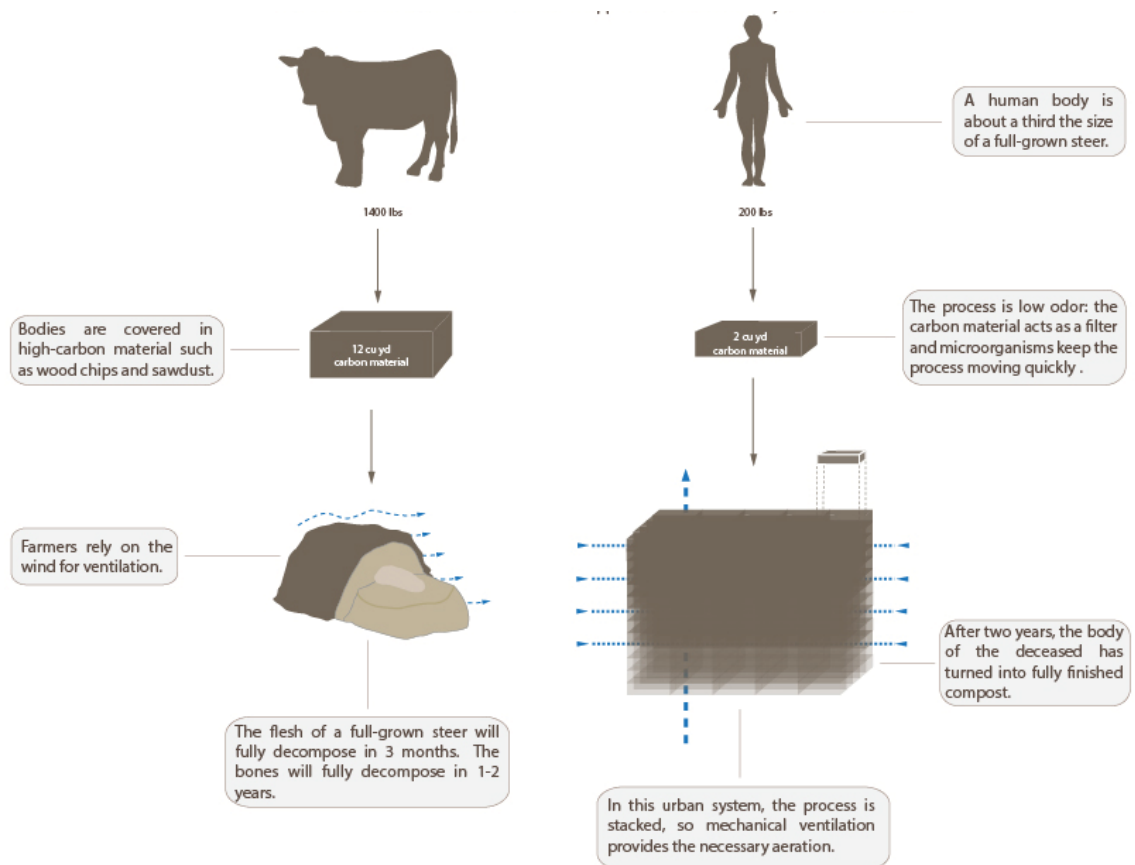 A human body is
about a third the size
of a full-grown steer.
1400 lbs
200 lbs
Bodies are covered in
high-carbon material such
as wood chips and sawdust.
12 cu yd
carbon material
2 cu yd
carbon material
The process is low odor: the
carbon material acts as a filter
and microorganisms keep the
process moving quickly .
Farmers rely on the
wind for ventilation.
After two years, the body
of the deceased has
turned into fully finished
compost.
The flesh of a full-grown steer will
fully decompose in 3 months. The
bones will fully decompose in 1-2
years.
In this urban system, the process is
stacked, so mechanical ventilation
provides the necessary aeration.